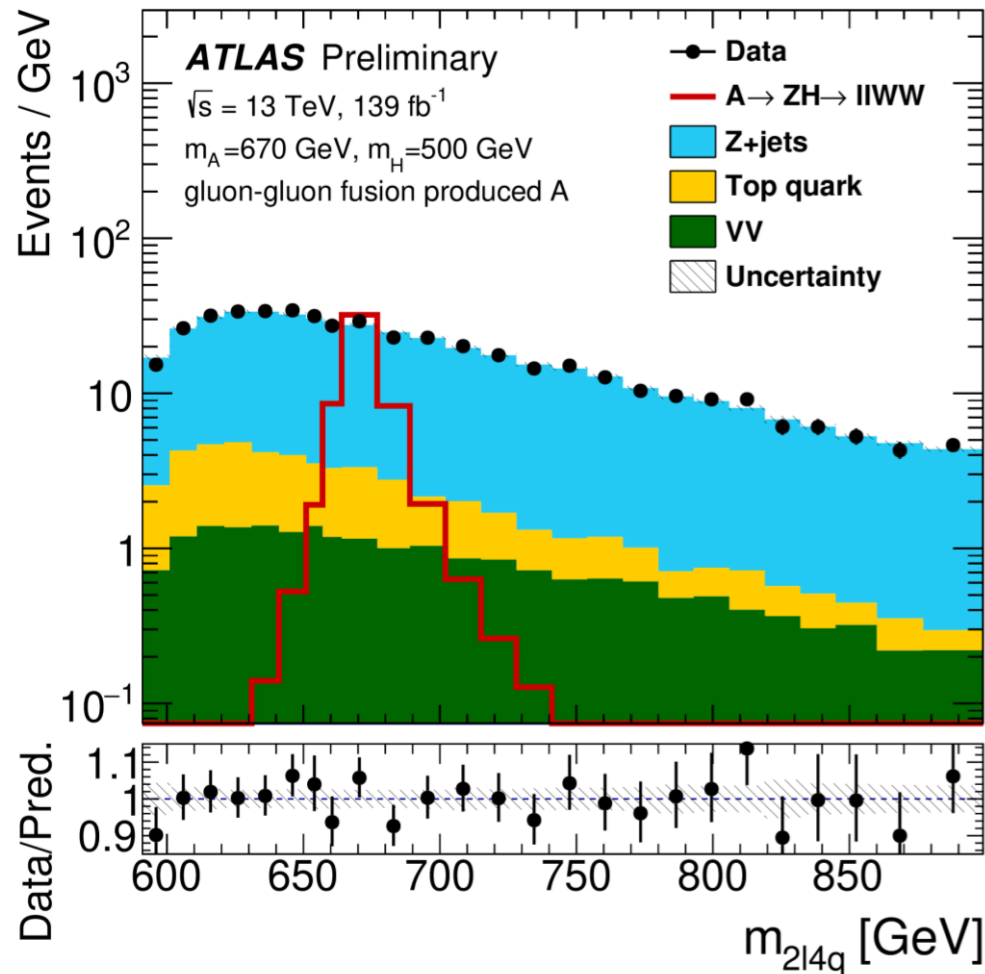 ATLAS Preliminary
√s = 13 TeV, 139 fb⁻¹
m_A=670 GeV, m_H=500 GeV
gluon-gluon fusion produced A
Data
A→ ZH→ llWW
Z+jets
Top quark
VV
Uncertainty
Events / GeV
10³
10²
10
1
10⁻¹
Data/Pred.
1.1
1
0.9
600 650 700 750 800 850
m_2l4q [GeV]